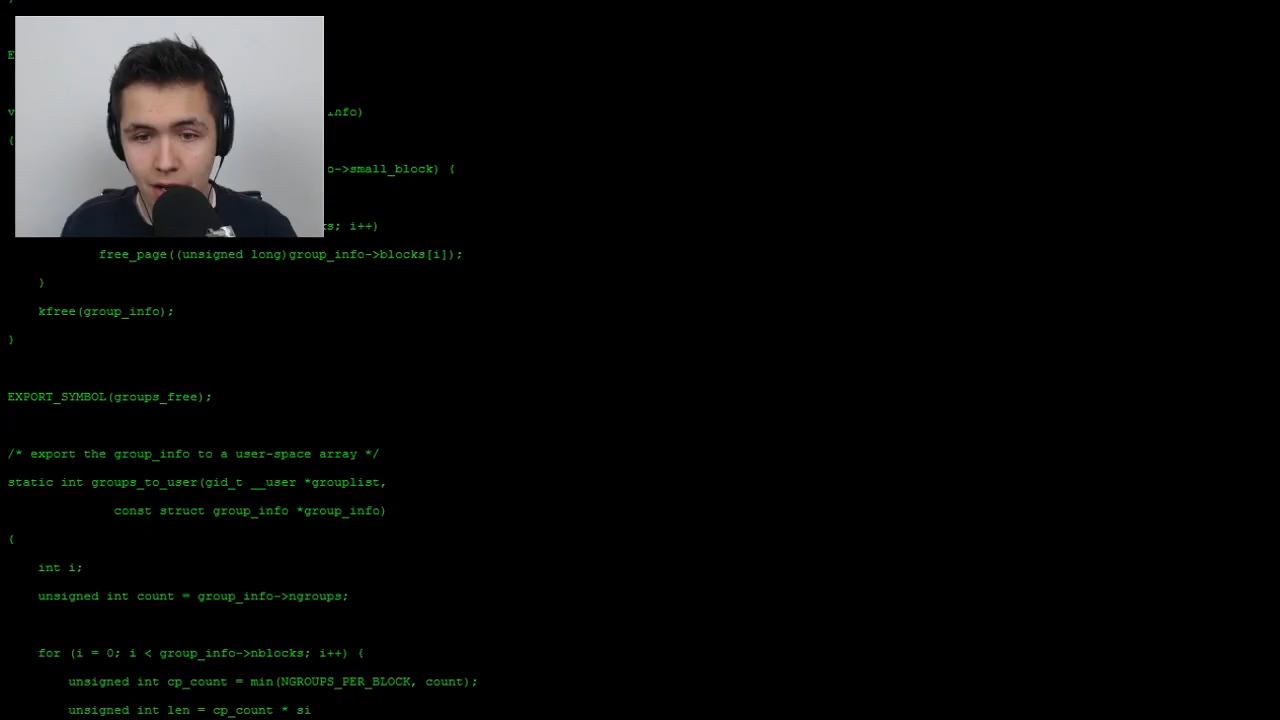 }
E
v info)
{
o->small_block) {
ks; i++)
free_page((unsigned long)group_info->blocks[i]);
}
kfree(group_info);
}
EXPORT_SYMBOL(groups_free);
/* export the group_info to a user-space array */
static int groups_to_user(gid_t __user *grouplist,
const struct group_info *group_info)
{
int i;
unsigned int count = group_info->ngroups;
for (i = 0; i < group_info->nblocks; i++) {
unsigned int cp_count = min(NGROUPS_PER_BLOCK, count);
unsigned int len = cp_count * si